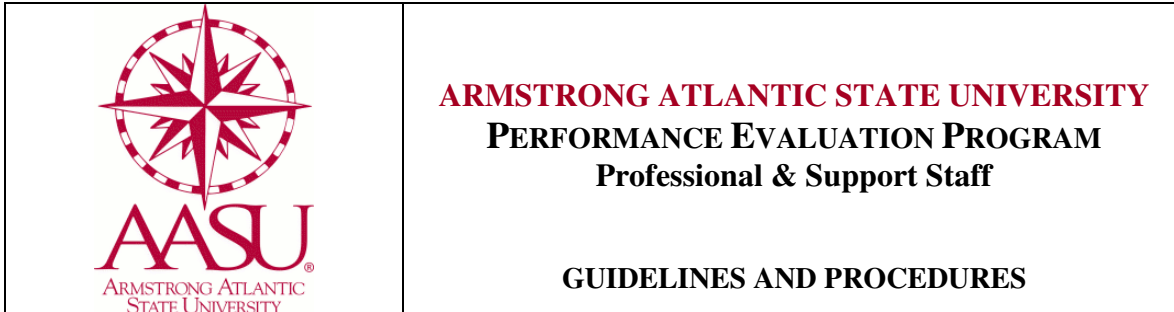 AASU®
ARMSTRONG ATLANTIC
STATE UNIVERSITY
ARMSTRONG ATLANTIC STATE UNIVERSITY
PERFORMANCE EVALUATION PROGRAM
Professional & Support Staff
GUIDELINES AND PROCEDURES